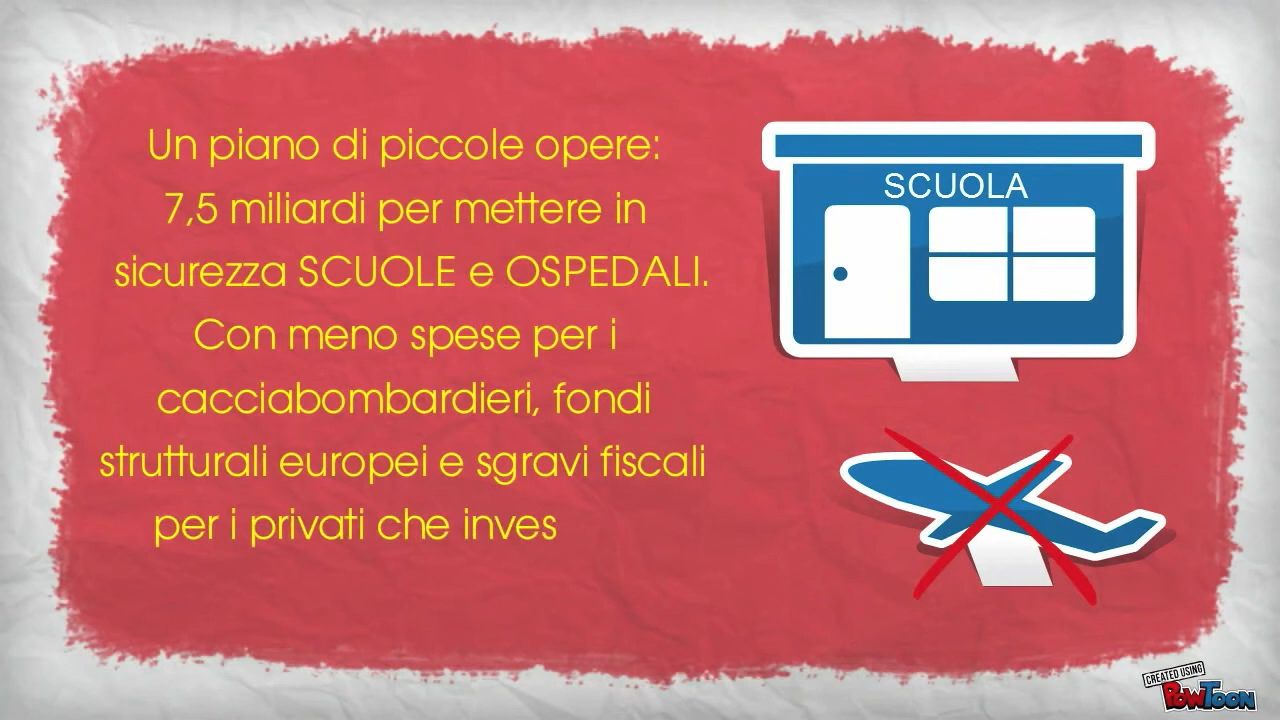 Un piano di piccole opere:
7,5 miliardi per mettere in
sicurezza SCUOLE e OSPEDALI.
Con meno spese per i
cacciabombardieri, fondi
strutturali europei e sgravi fiscali
per i privati che inves
SCUOLA
CREATED USING
POWTOON